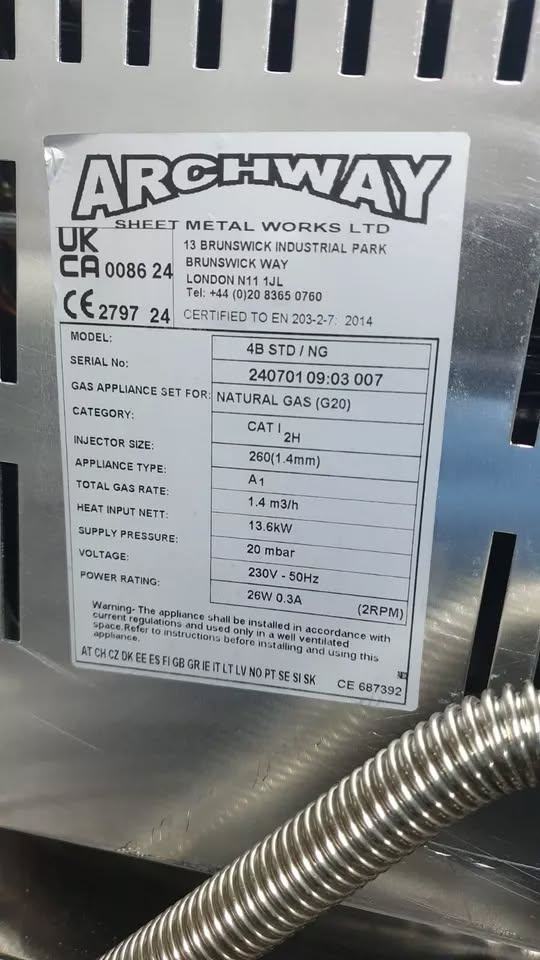 ARCHWAY
SHEET METAL WORKS LTD
UK
CA 0086 24
CE 2797 24
13 BRUNSWICK INDUSTRIAL PARK
BRUNSWICK WAY
LONDON N11 1JL
Tel: +44 (0)20 8365 0760
CERTIFIED TO EN 203-2-7: 2014
MODEL: 4B STD / NG
SERIAL No: 240701 09:03 007
GAS APPLIANCE SET FOR: NATURAL GAS (G20)
CATEGORY: CAT I 2H
INJECTOR SIZE: 260(1.4mm)
APPLIANCE TYPE: A1
TOTAL GAS RATE: 1.4 m3/h
HEAT INPUT NETT: 13.6kW
SUPPLY PRESSURE: 20 mbar
VOLTAGE: 230V - 50Hz
POWER RATING: 26W 0.3A (2RPM)
Warning- The appliance shall be installed in accordance with
current regulations and used only in a well ventilated
space.Refer to instructions before installing and using this
appliance.
AT CH CZ DK EE ES FI GB GR IE IT LT LV NO PT SE SI SK CE 687392